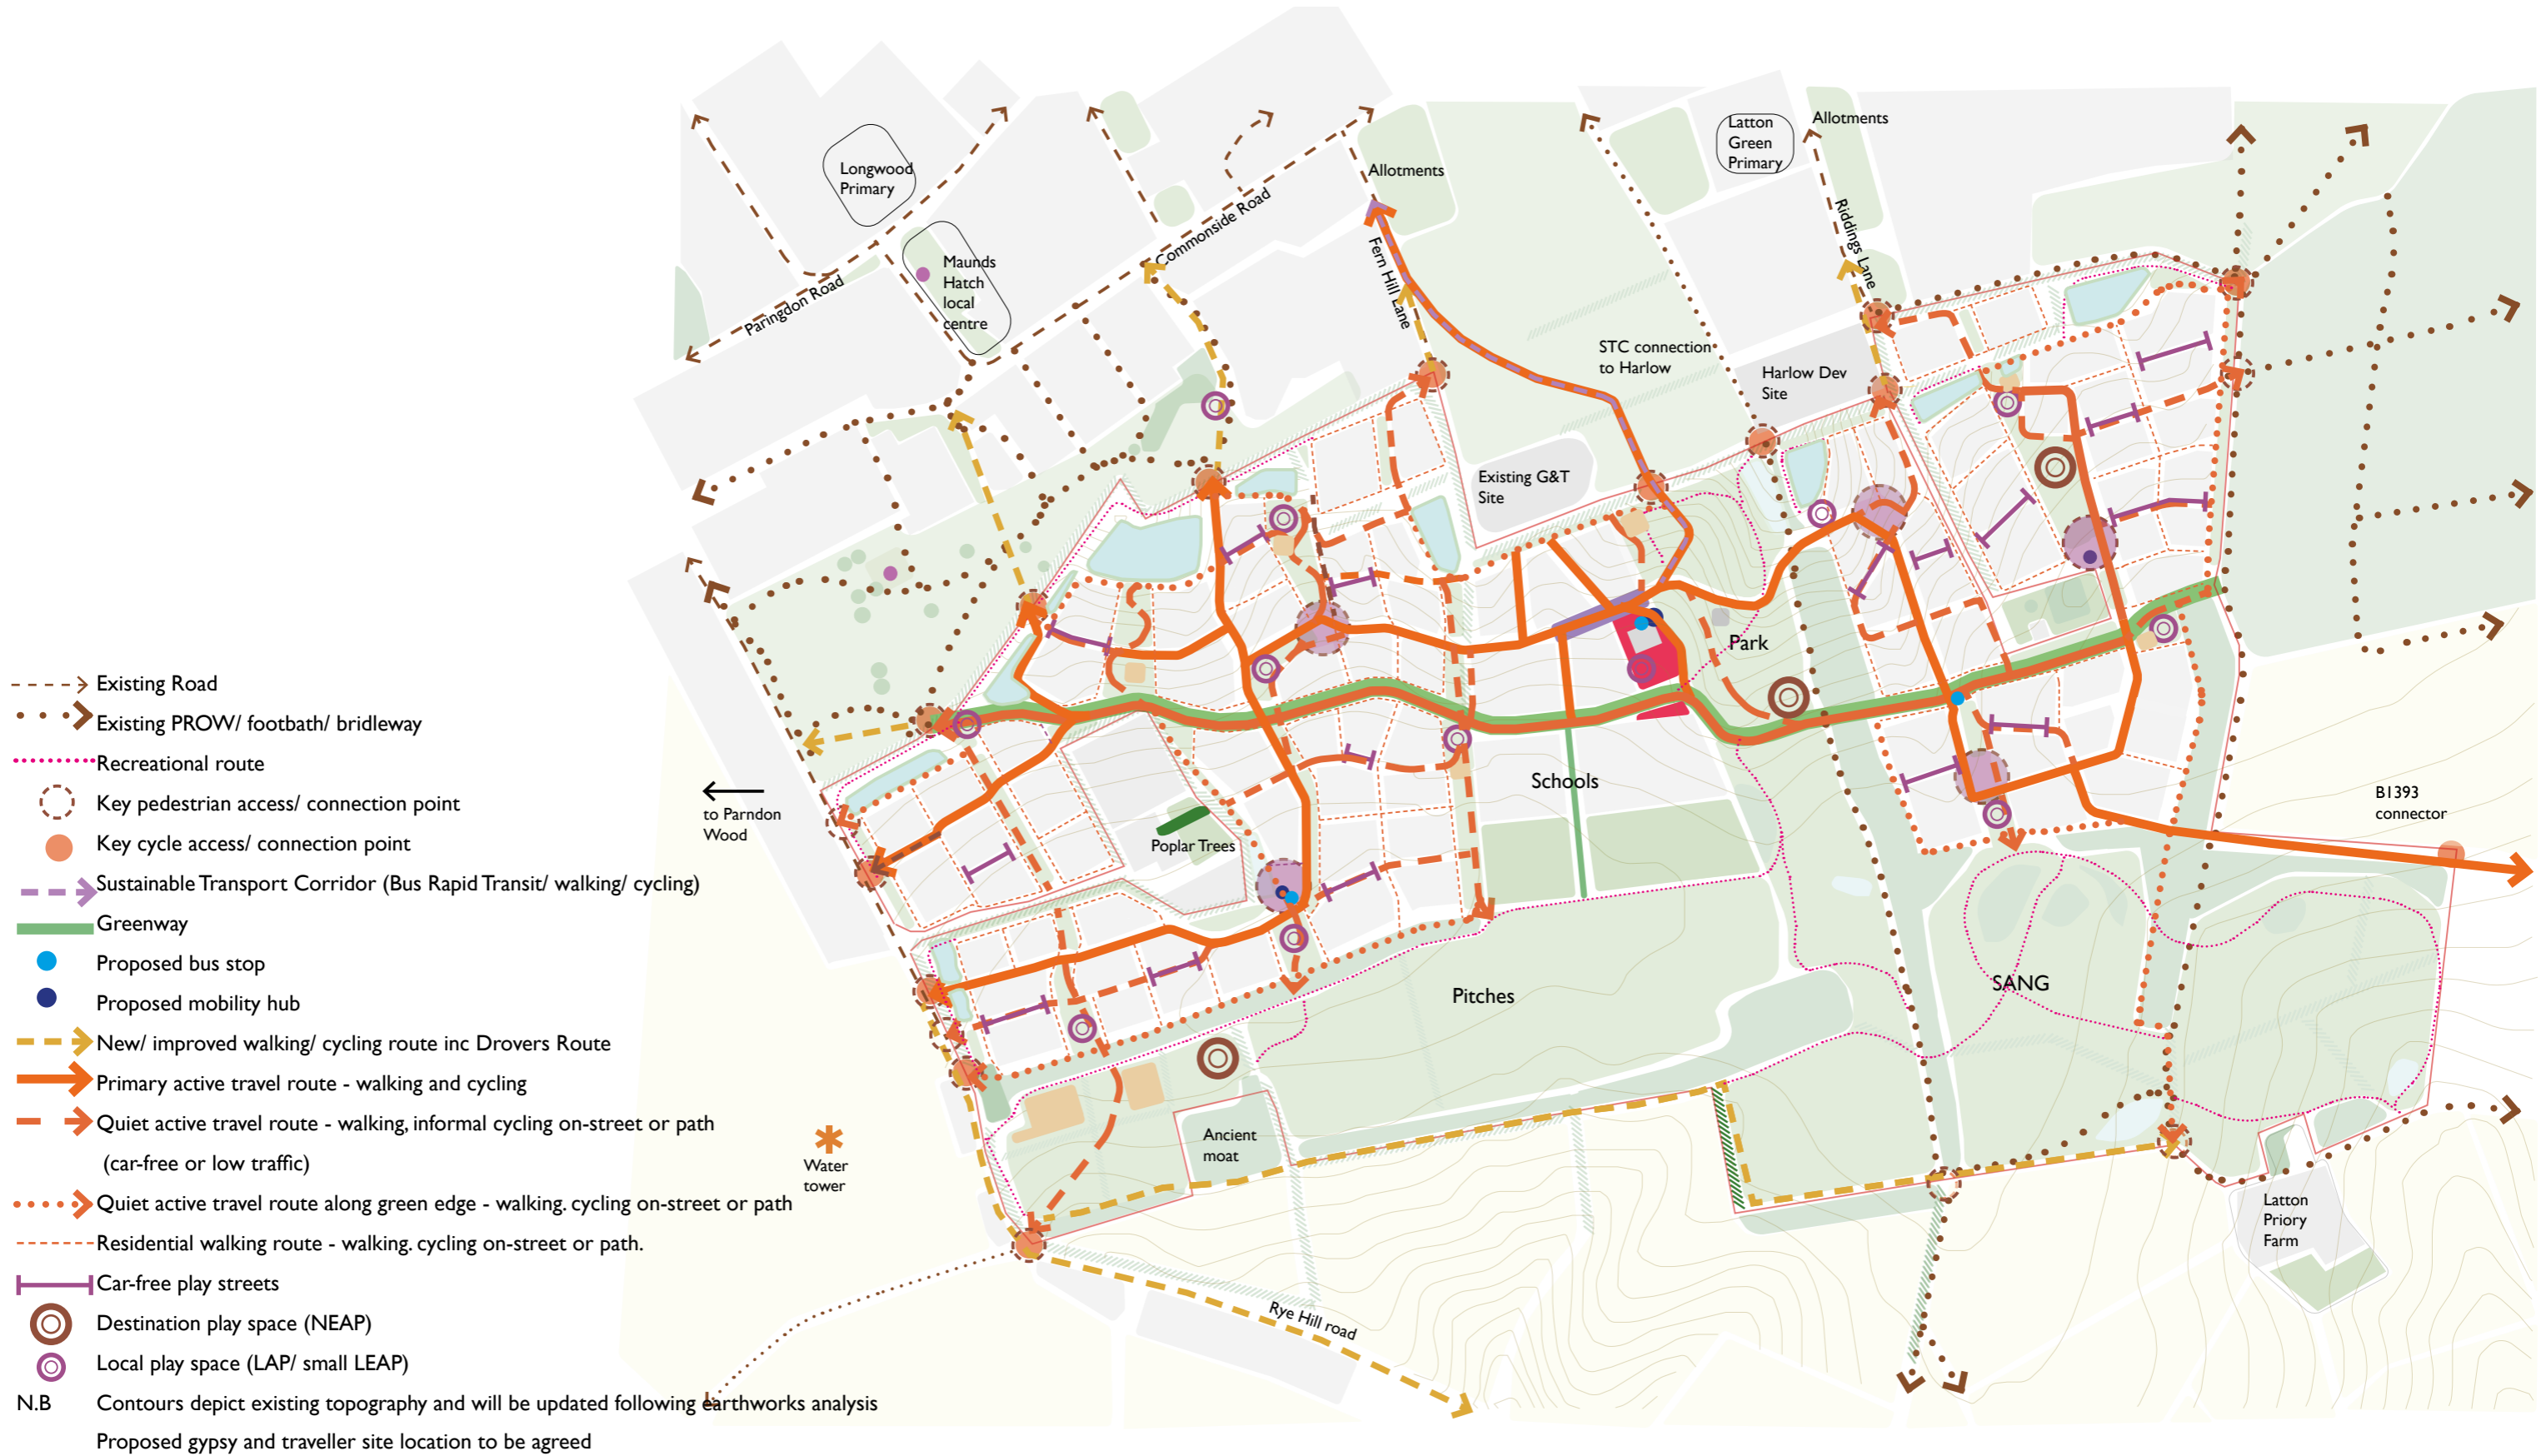 Longwood
Primary
Maunds
Hatch
local
centre
Paringdon Road
Commonside Road
Allotments
Fern Hill Lane
Latton
Green
Primary
Allotments
Riddings Lane
STC connection
to Harlow
Harlow Dev
Site
Existing G&T
Site
Park
Schools
Poplar Trees
to Parndon
Wood
B1393
connector
Pitches
SANG
Ancient
moat
Water
tower
Latton
Priory
Farm
Rye Hill road
Existing Road
Existing PROW/ footbath/ bridleway
Recreational route
Key pedestrian access/ connection point
Key cycle access/ connection point
Sustainable Transport Corridor (Bus Rapid Transit/ walking/ cycling)
Greenway
Proposed bus stop
Proposed mobility hub
New/ improved walking/ cycling route inc Drovers Route
Primary active travel route - walking and cycling
Quiet active travel route - walking, informal cycling on-street or path
(car-free or low traffic)
Quiet active travel route along green edge - walking. cycling on-street or path
Residential walking route - walking. cycling on-street or path.
Car-free play streets
Destination play space (NEAP)
Local play space (LAP/ small LEAP)
N.B Contours depict existing topography and will be updated following earthworks analysis
Proposed gypsy and traveller site location to be agreed